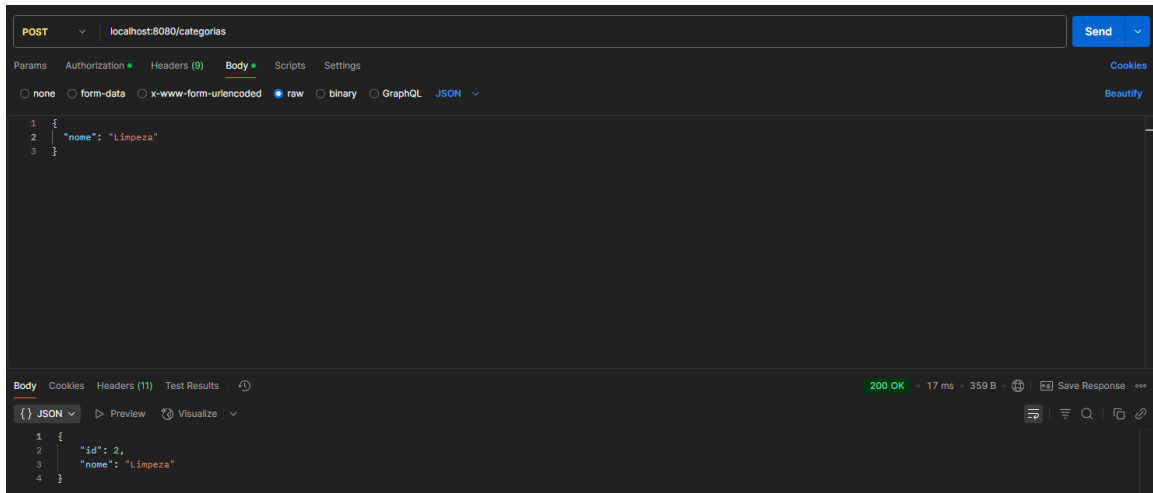 POST localhost:8080/categorias Send
Params Authorization Headers (9) Body Scripts Settings Cookies
none form-data x-www-form-urlencoded raw binary GraphQL JSON Beautify
1 {
2 "nome": "Limpeza"
3 }
Body Cookies Headers (11) Test Results 200 OK • 17 ms • 359 B • e.g. Save Response
{} JSON Preview Visualize
1 {
2 "id": 2,
3 "nome": "Limpeza"
4 }